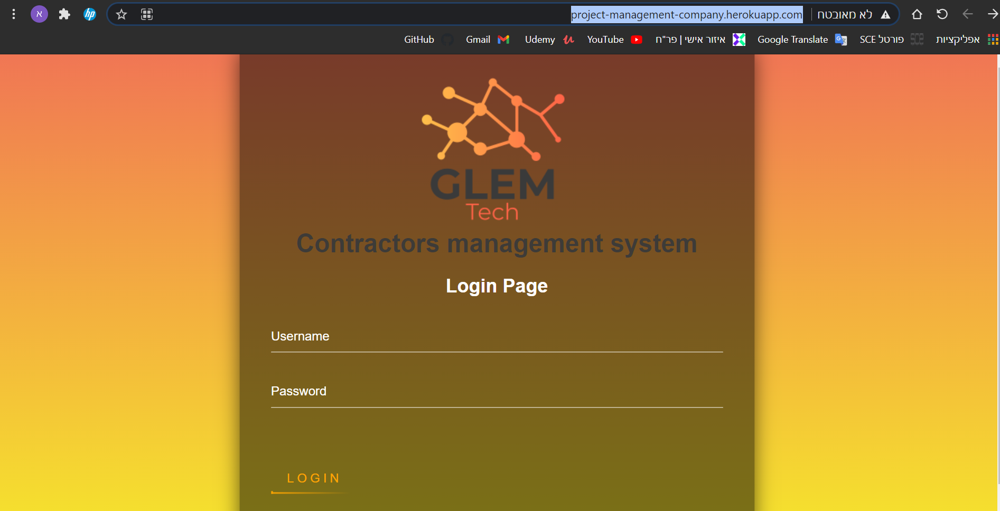 project-management-company.herokuapp.com | לא מאובטח
א
hp
אפליקציות
פורטל SCE
Google Translate
איזור אישי | פר"ח
YouTube
Udemy
Gmail
GitHub
GLEM
Tech
Contractors management system
Login Page
Username
Password
LOGIN